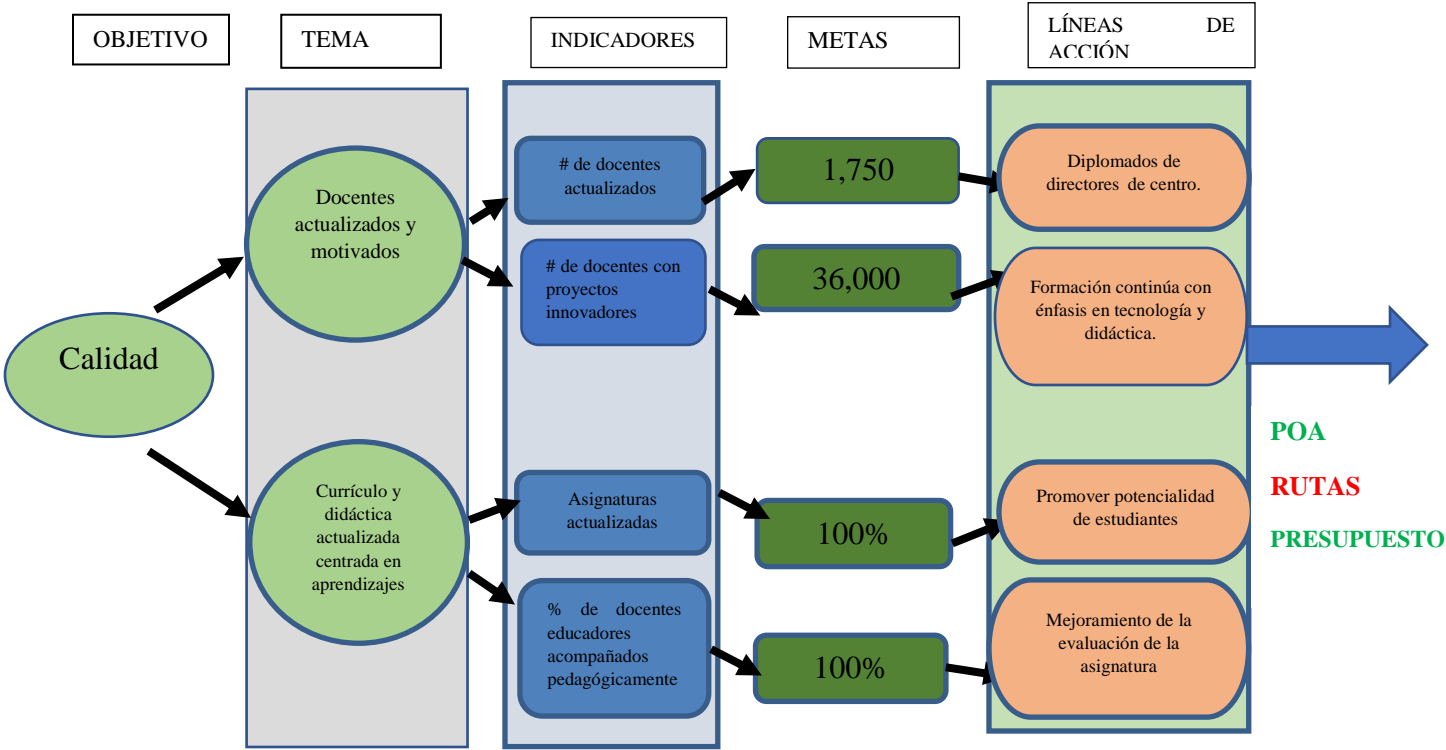 OBJETIVO
TEMA
INDICADORES
METAS
LÍNEAS DE
ACCIÓN
Calidad
Docentes
actualizados y
motivados
# de docentes
actualizados
1,750
Diplomados de
directores de centro.
# de docentes con
proyectos
innovadores
36,000
Formación continúa con
énfasis en tecnología y
didáctica.
Currículo y
didáctica
actualizada
centrada en
aprendizajes
Asignaturas
actualizadas
100%
Promover potencialidad
de estudiantes
% de docentes
educadores
acompañados
pedagógicamente
100%
Mejoramiento de la
evaluación de la
asignatura
POA
RUTAS
PRESUPUESTO